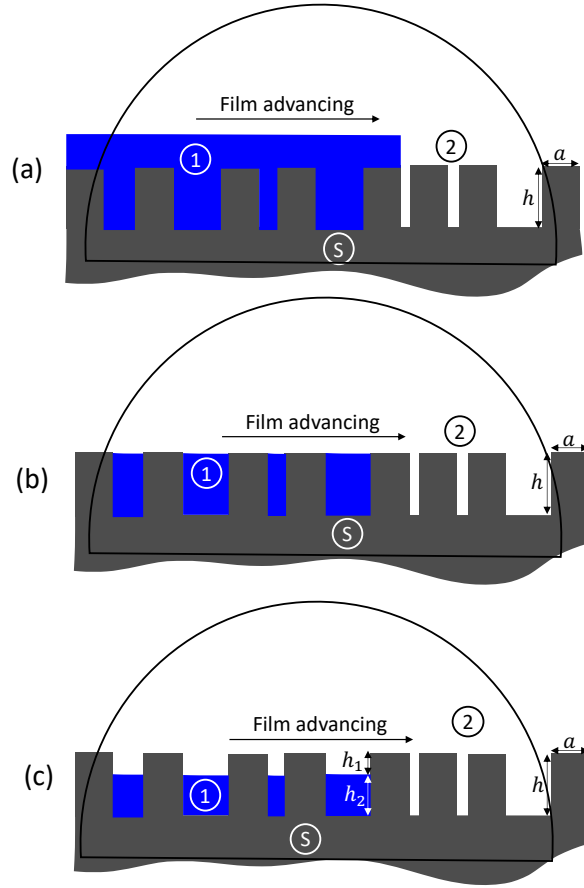 Film advancing
1
2
a
(a)
h
S
Film advancing
2
a
(b)
1
h
S
Film advancing
2
a
h₁
(c)
1
h₂
h
S